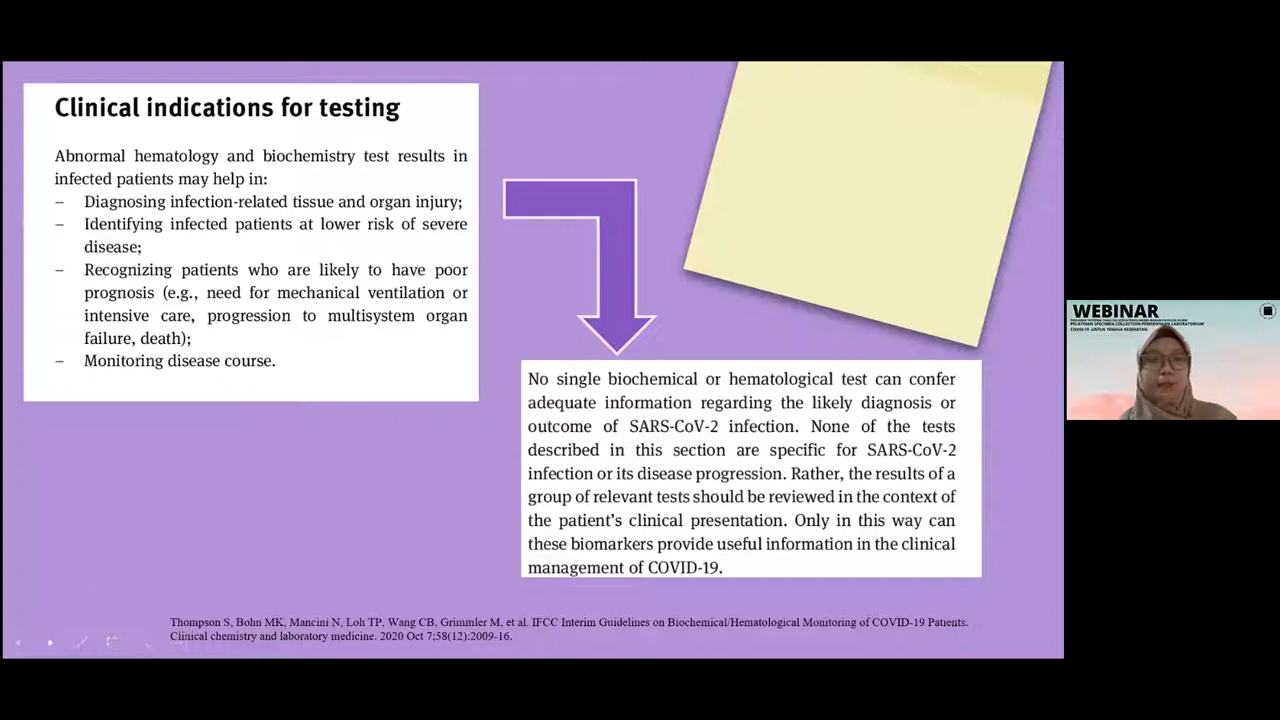 Clinical indications for testing
Abnormal hematology and biochemistry test results in
infected patients may help in:
– Diagnosing infection-related tissue and organ injury;
– Identifying infected patients at lower risk of severe
disease;
– Recognizing patients who are likely to have poor
prognosis (e.g., need for mechanical ventilation or
intensive care, progression to multisystem organ
failure, death);
– Monitoring disease course.
No single biochemical or hematological test can confer
adequate information regarding the likely diagnosis or
outcome of SARS-CoV-2 infection. None of the tests
described in this section are specific for SARS-CoV-2
infection or its disease progression. Rather, the results of a
group of relevant tests should be reviewed in the context of
the patient’s clinical presentation. Only in this way can
these biomarkers provide useful information in the clinical
management of COVID-19.
Thompson S, Bohn MK, Mancini N, Loh TP, Wang CB, Grimmler M, et al. IFCC Interim Guidelines on Biochemical/Hematological Monitoring of COVID-19 Patients.
Clinical chemistry and laboratory medicine. 2020 Oct 7;58(12):2009-16.
WEBINAR
PELATIHAN SPECIMEN COLLECTION PEMERIKSAAN LABORATORIUM
COVID-19 UNTUK TENAGA KESEHATAN